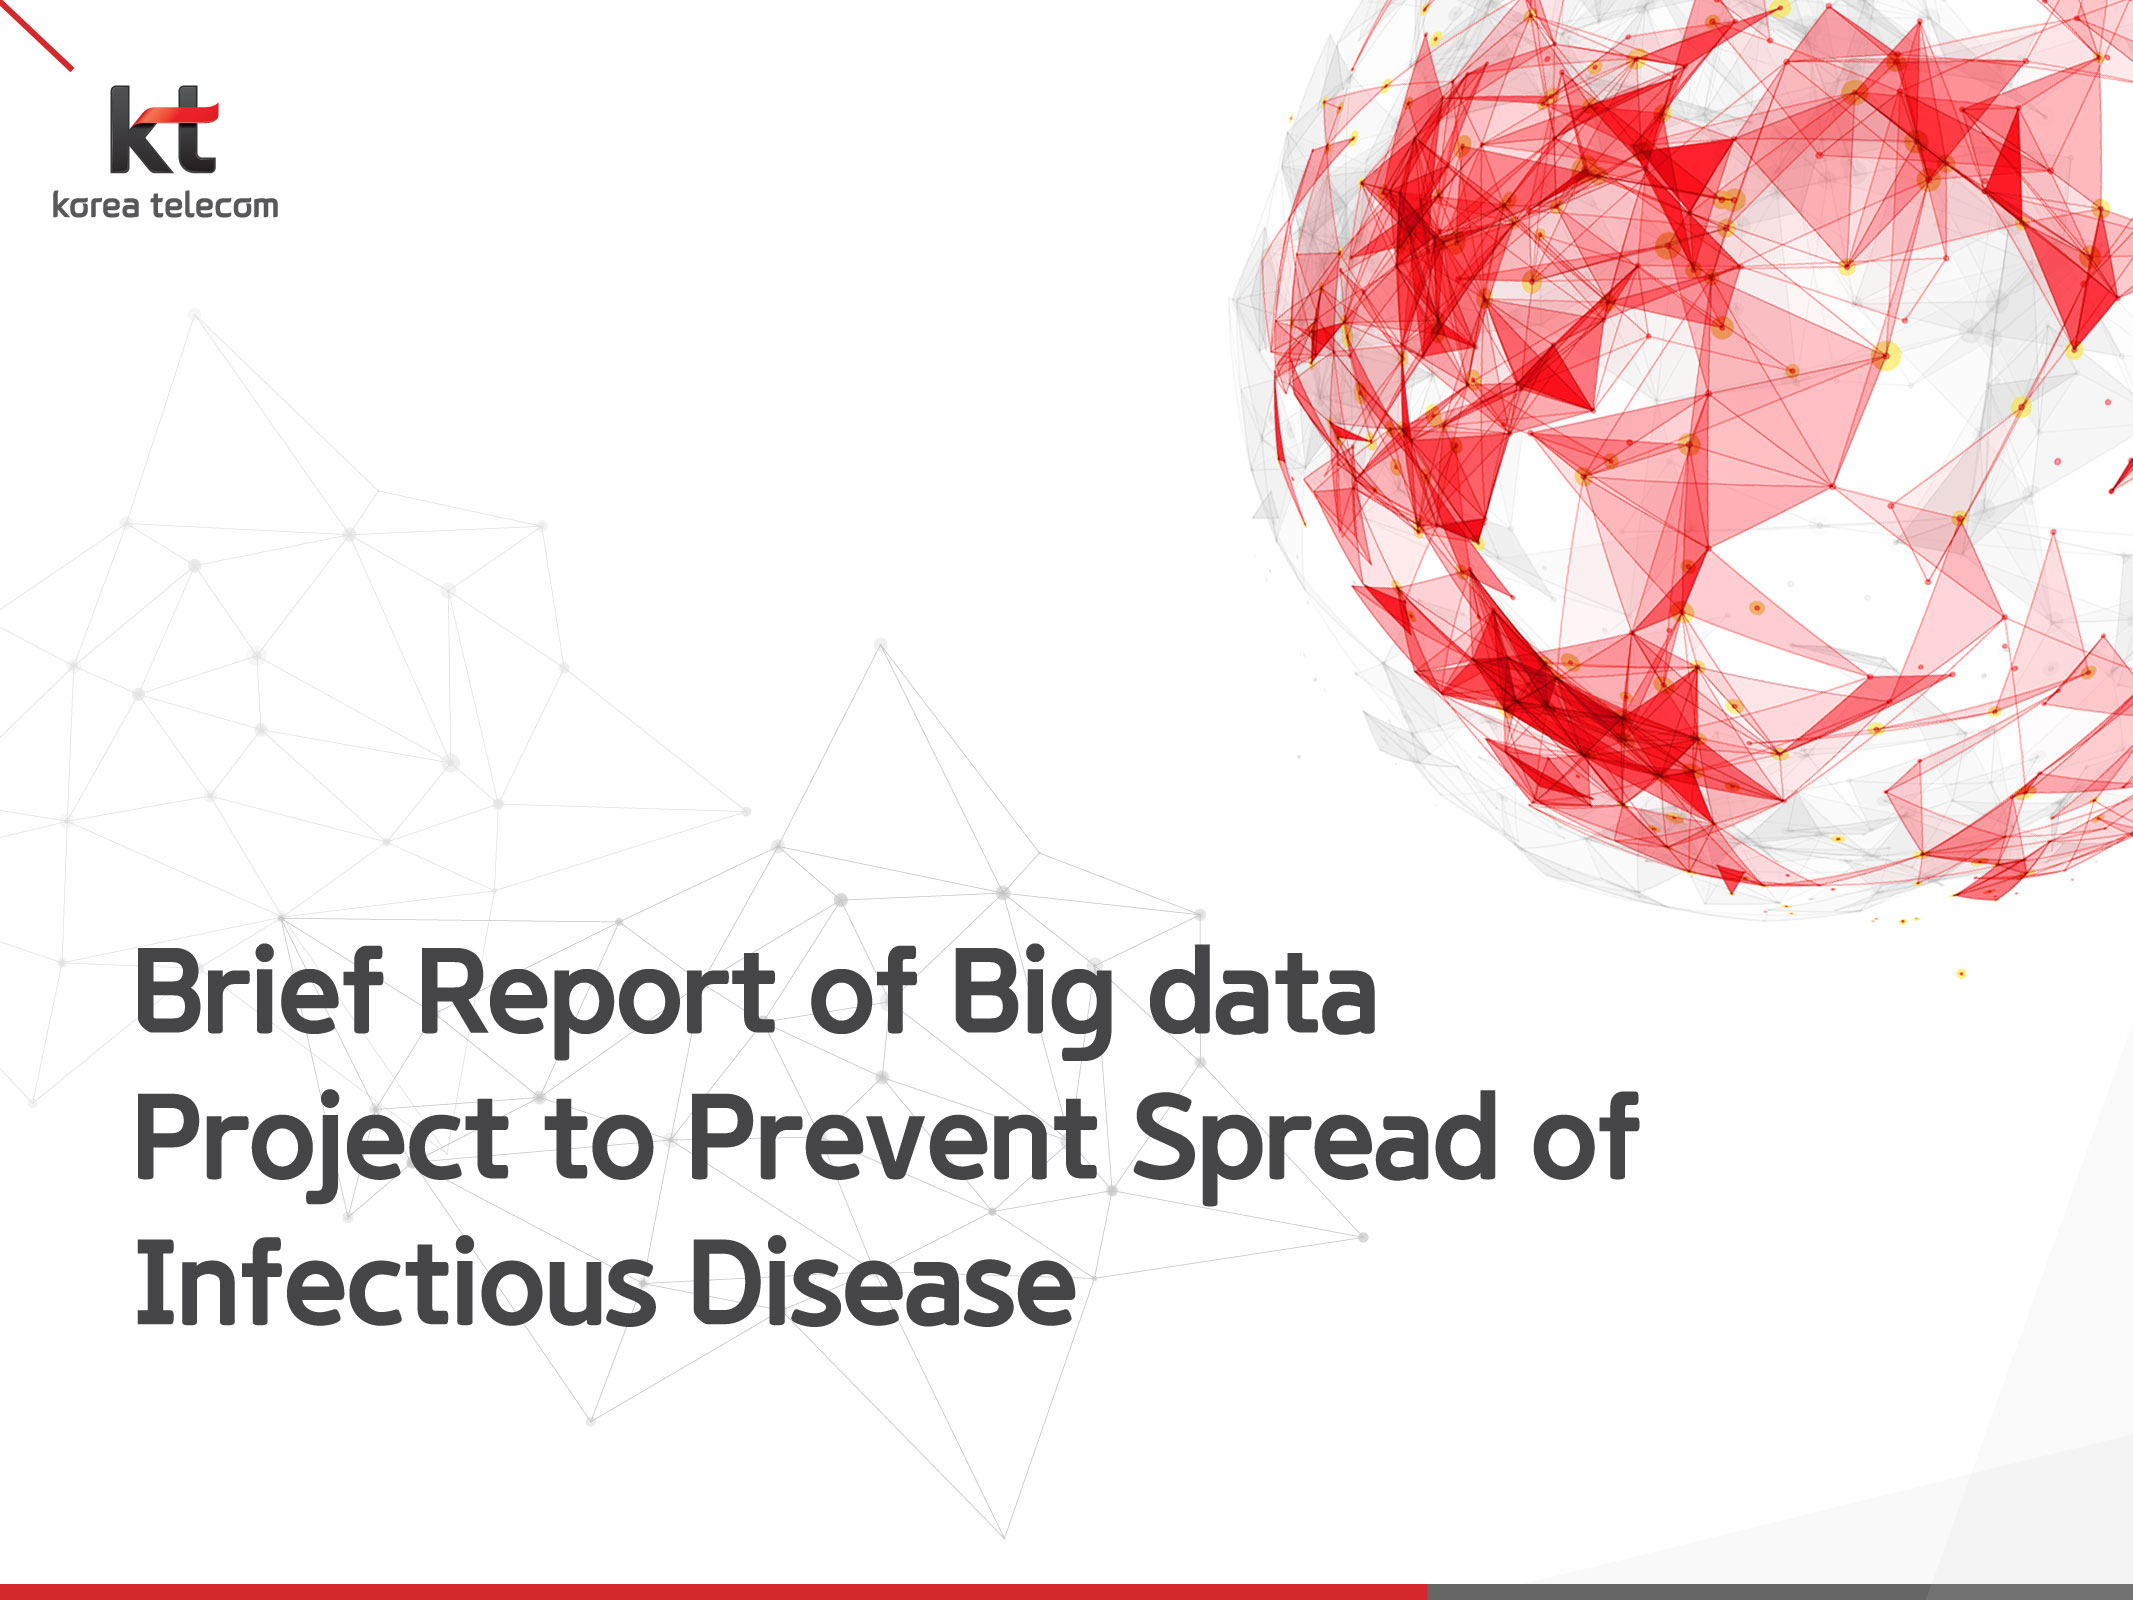 kt
korea telecom
Brief Report of Big data
Project to Prevent Spread of
Infectious Disease